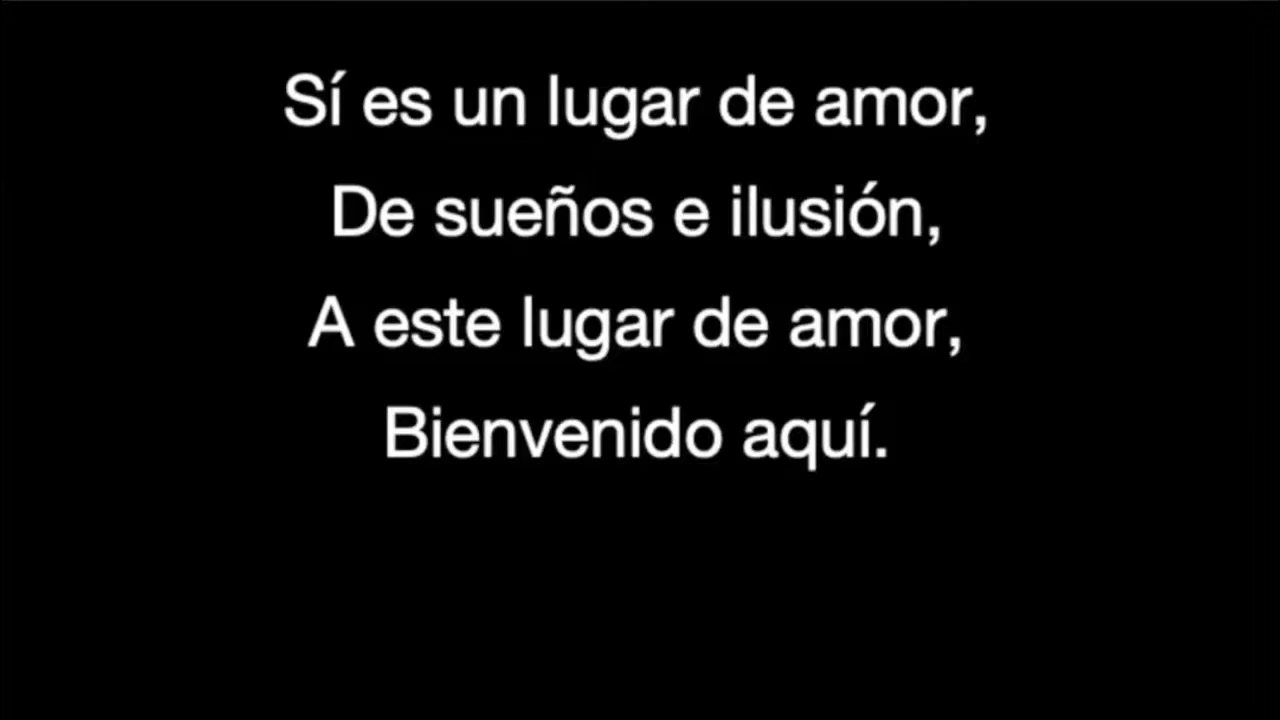 Sí es un lugar de amor,
De sueños e ilusión,
A este lugar de amor,
Bienvenido aquí.